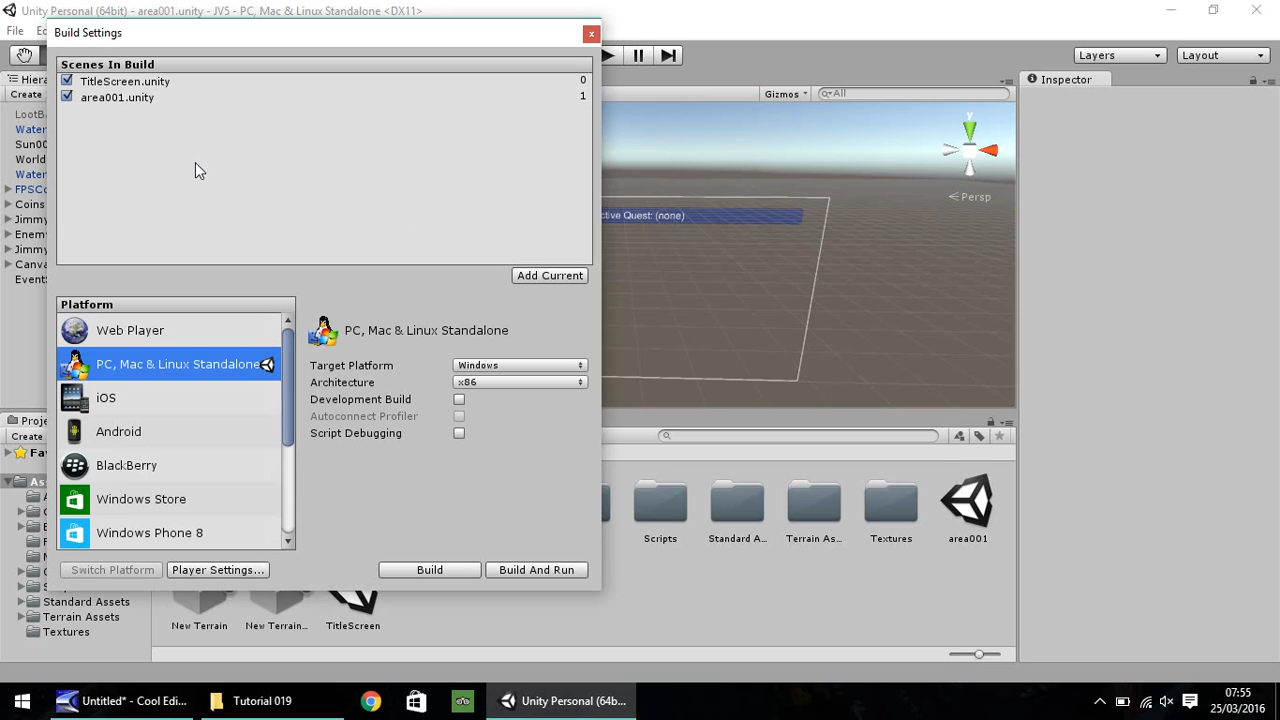 Unity Personal (64bit) - area001.unity - JV5 - PC, Mac & Linux Standalone <DX11>
File
Build Settings
x
Layers
Layout
Hiera
Inspector
Create
Gizmos
All
Scenes In Build
TitleScreen.unity 0
area001.unity 1
LootBa
Water
Sun00
World
Water
FPSCo
Coins
Jimmy
Enem
Jimmy
Canva
Event
y
Persp
ctive Quest: (none)
Add Current
Platform
Web Player
PC, Mac & Linux Standalone
iOS
Android
BlackBerry
Windows Store
Windows Phone 8
PC, Mac & Linux Standalone
Target Platform Windows
Architecture x86
Development Build
Autoconnect Profiler
Script Debugging
Switch Platform
Player Settings...
Build
Build And Run
Proje
Create
Fav
Ass
Standard Assets
Terrain Assets
Textures
Scripts
Standard A...
Terrain As...
Textures
area001
New Terrain
New Terrain...
TitleScreen
Untitled* - Cool Edi...
Tutorial 019
Unity Personal (64b...
07:55
25/03/2016